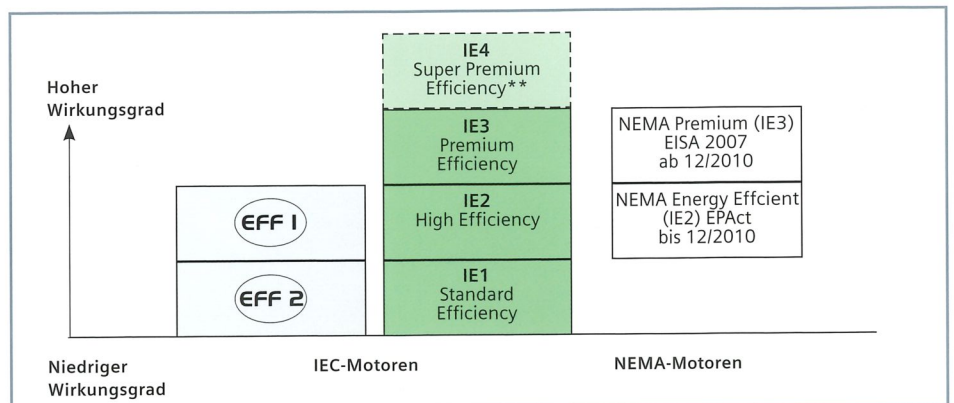 Hoher
Wirkungsgrad
EFF 1
EFF 2
IE4
Super Premium
Efficiency**
IE3
Premium
Efficiency
IE2
High Efficiency
IE1
Standard
Efficiency
NEMA Premium (IE3)
EISA 2007
ab 12/2010
NEMA Energy Effcient
(IE2) EPAct
bis 12/2010
Niedriger
Wirkungsgrad
IEC-Motoren
NEMA-Motoren